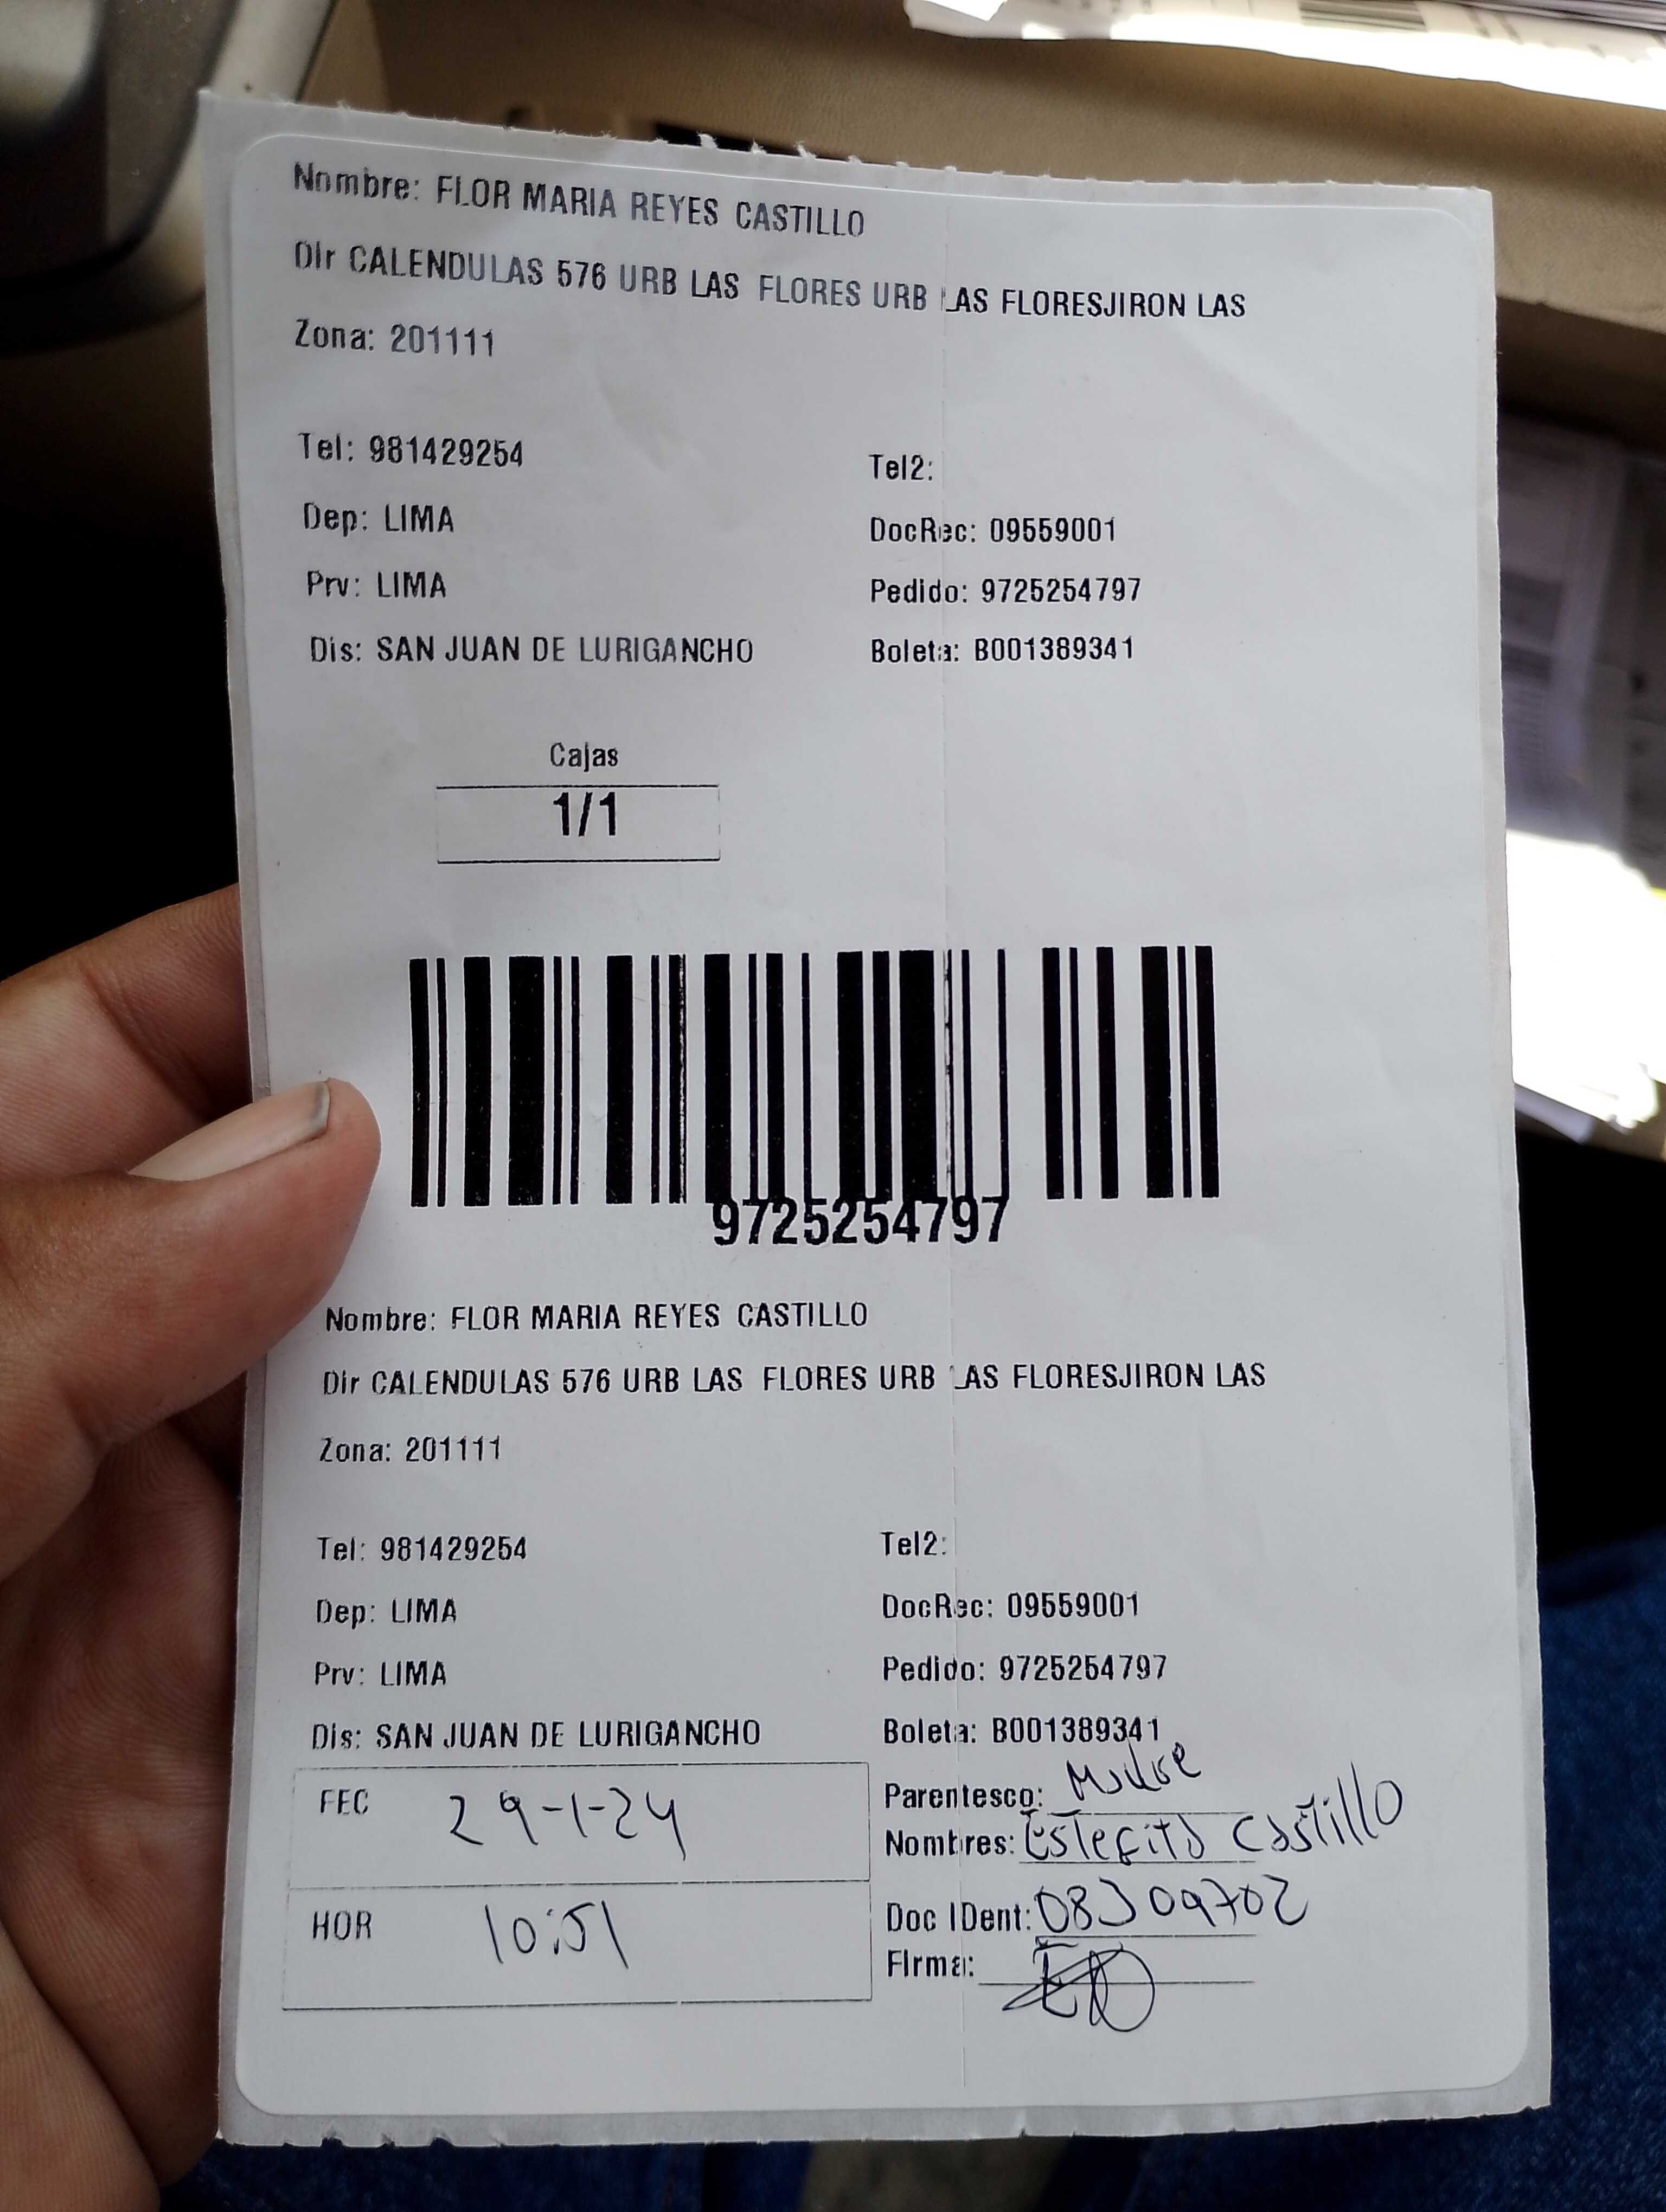 Nombre: FLOR MARIA REYES CASTILLO
Dir CALENDULAS 576 URB LAS FLORES URB LAS FLORESJIRON LAS
Zona: 201111
Tel: 981429254 Tel2:
Dep: LIMA DocRec: 09559001
Prv: LIMA Pedido: 9725254797
Dis: SAN JUAN DE LURIGANCHO Boleta: B001389341
Cajas
1/1
9725254797
Nombre: FLOR MARIA REYES CASTILLO
Dir CALENDULAS 576 URB LAS FLORES URB LAS FLORESJIRON LAS
Zona: 201111
Tel: 981429254 Tel2:
Dep: LIMA DocRec: 09559001
Prv: LIMA Pedido: 9725254797
Dis: SAN JUAN DE LURIGANCHO Boleta: B001389341
FEC 29-1-24 Parentesco: Madre
Nombres: Estefita Castillo
HOR 10:51 Doc IDent: 08309702
Firma: